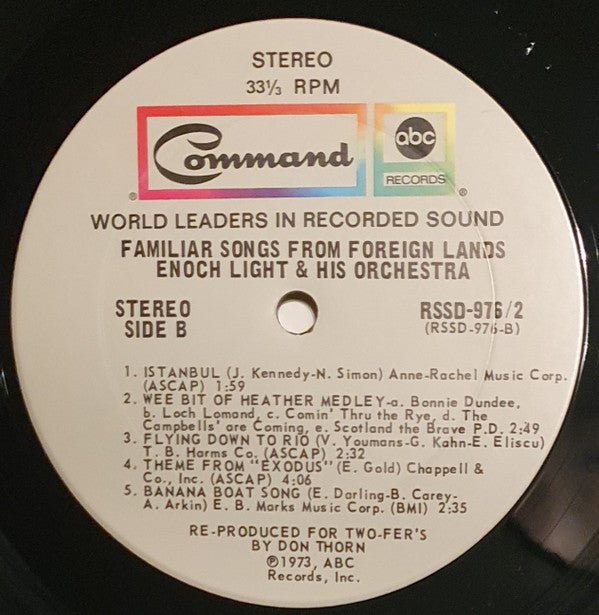 STEREO
33⅓ RPM
Command
abc
RECORDS
®
®
WORLD LEADERS IN RECORDED SOUND
FAMILIAR SONGS FROM FOREIGN LANDS
ENOCH LIGHT & HIS ORCHESTRA
STEREO
SIDE B
RSSD-976/2
(RSSD-976-B)
1. ISTANBUL (J. Kennedy-N. Simon) Anne-Rachel Music Corp.
(ASCAP) 1:59
2. WEE BIT OF HEATHER MEDLEY-a. Bonnie Dundee,
b. Loch Lomand, c. Comin' Thru the Rye, d. The
Campbells' are Coming, e. Scotland the Brave P.D. 2:49
3. FLYING DOWN TO RIO (V. Youmans-G. Kahn-E. Eliscu)
T. B. Harms Co. (ASCAP) 2:32
4. THEME FROM "EXODUS" (E. Gold) Chappell &
Co., Inc. (ASCAP) 4:06
5. BANANA BOAT SONG (E. Darling-B. Carey-
A. Arkin) E. B. Marks Music Corp. (BMI) 2:35
RE-PRODUCED FOR TWO-FER'S
BY DON THORN
℗1973, ABC
Records, Inc.